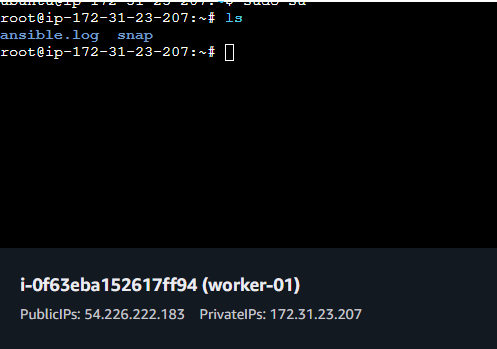 ubuntu@ip-172-31-23-207:~$ sudo su
root@ip-172-31-23-207:~# ls
ansible.log  snap
root@ip-172-31-23-207:~#
i-0f63eba152617ff94 (worker-01)
PublicIPs: 54.226.222.183    PrivateIPs: 172.31.23.207